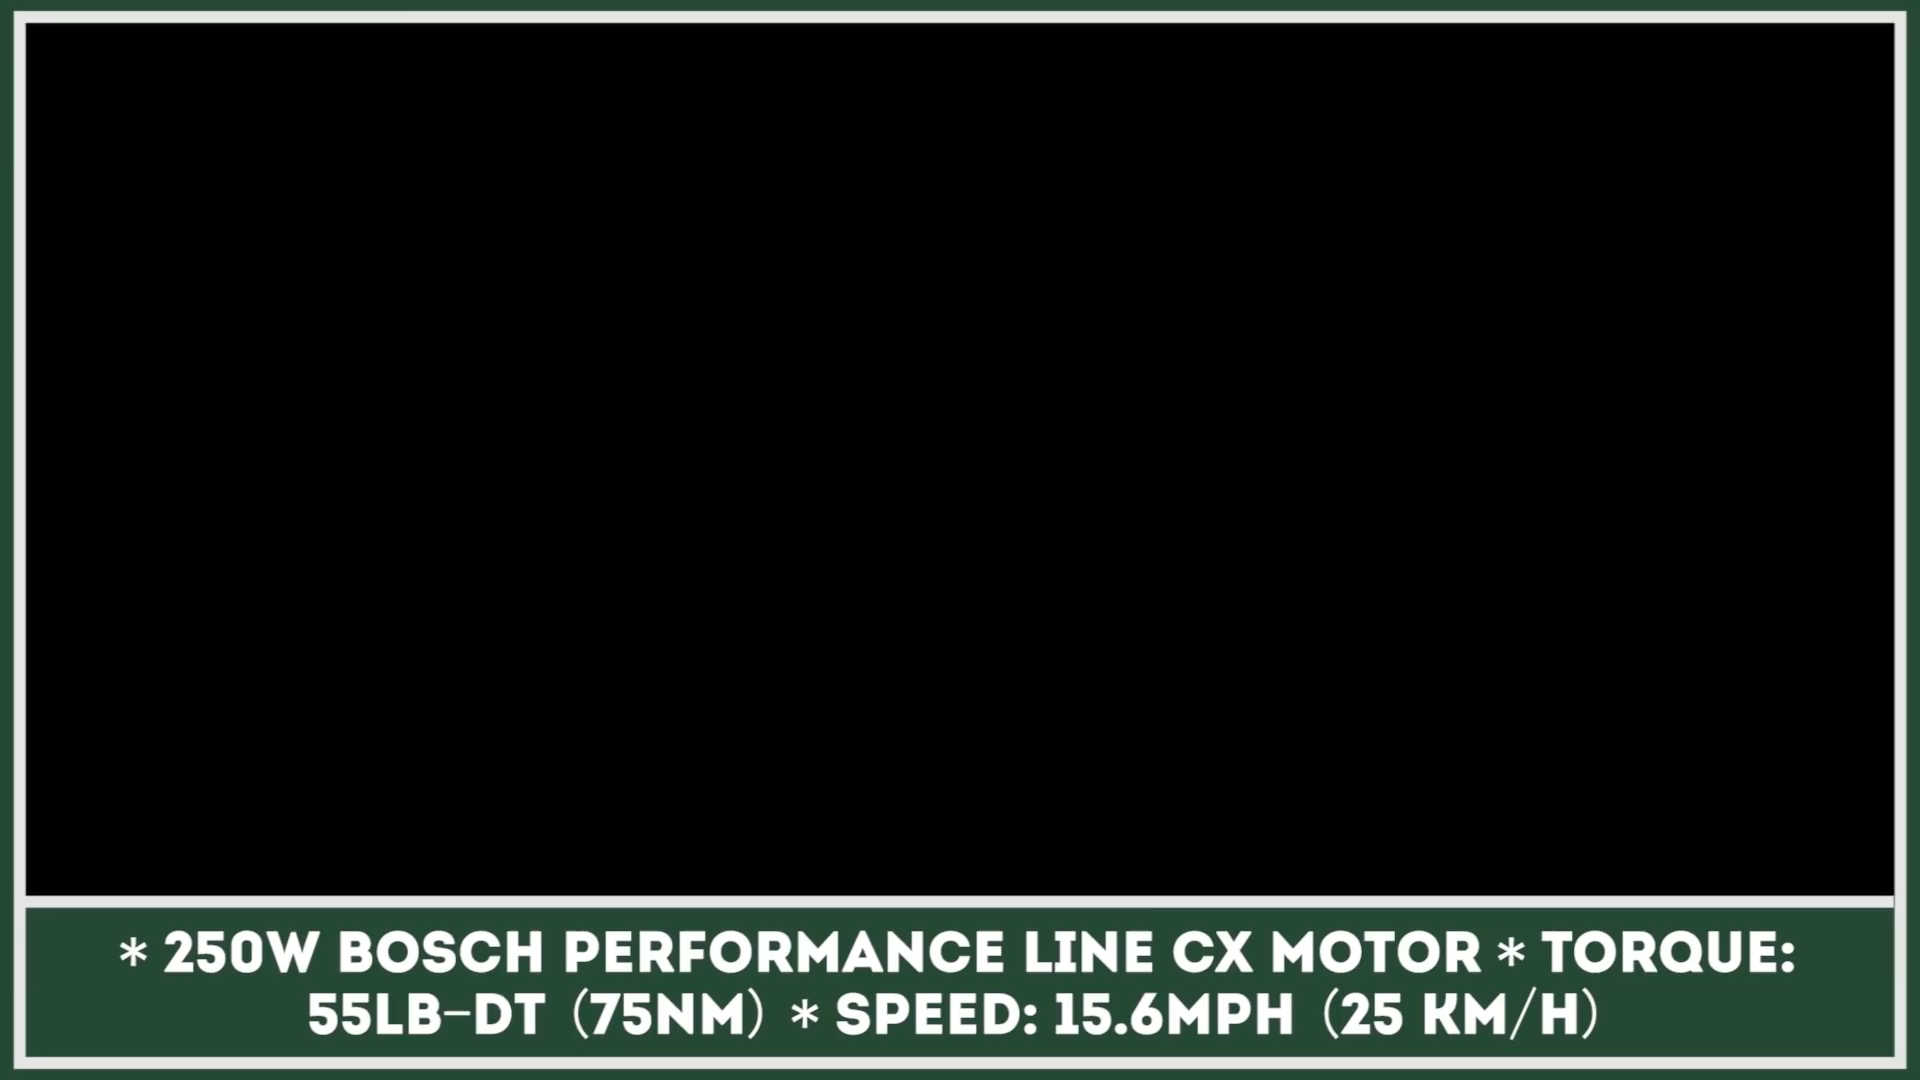 * 250W BOSCH PERFORMANCE LINE CX MOTOR * TORQUE:
55LB-DT (75NM) * SPEED: 15.6MPH (25 KM/H)